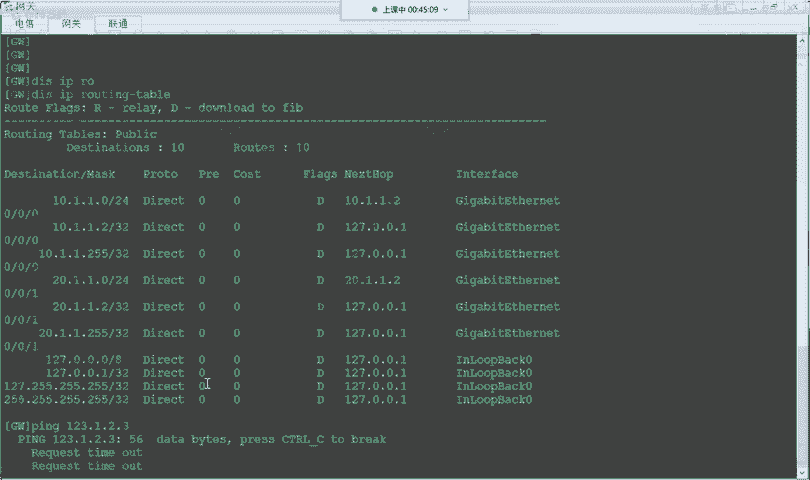 网关
上课中 00:45:09
电信 网关 联通
[GW]
[GW]
[GW]
[GW]dis ip ro
[GW]dis ip routing-table
Route Flags: R - relay, D - download to fib
------------------------------------------------------------------------------
Routing Tables: Public
Destinations : 10 Routes : 10
Destination/Mask Proto Pre Cost Flags NextHop Interface
10.1.1.0/24 Direct 0 0 D 10.1.1.2 GigabitEthernet
0/0/0
10.1.1.2/32 Direct 0 0 D 127.0.0.1 GigabitEthernet
0/0/0
10.1.1.255/32 Direct 0 0 D 127.0.0.1 GigabitEthernet
0/0/0
20.1.1.0/24 Direct 0 0 D 20.1.1.2 GigabitEthernet
0/0/1
20.1.1.2/32 Direct 0 0 D 127.0.0.1 GigabitEthernet
0/0/1
20.1.1.255/32 Direct 0 0 D 127.0.0.1 GigabitEthernet
0/0/1
127.0.0.0/8 Direct 0 0 D 127.0.0.1 InLoopBack0
127.0.0.1/32 Direct 0 0 D 127.0.0.1 InLoopBack0
127.255.255.255/32 Direct 0 0 D 127.0.0.1 InLoopBack0
255.255.255.255/32 Direct 0 0 D 127.0.0.1 InLoopBack0
[GW]ping 123.1.2.3
PING 123.1.2.3: 56 data bytes, press CTRL_C to break
Request time out
Request time out